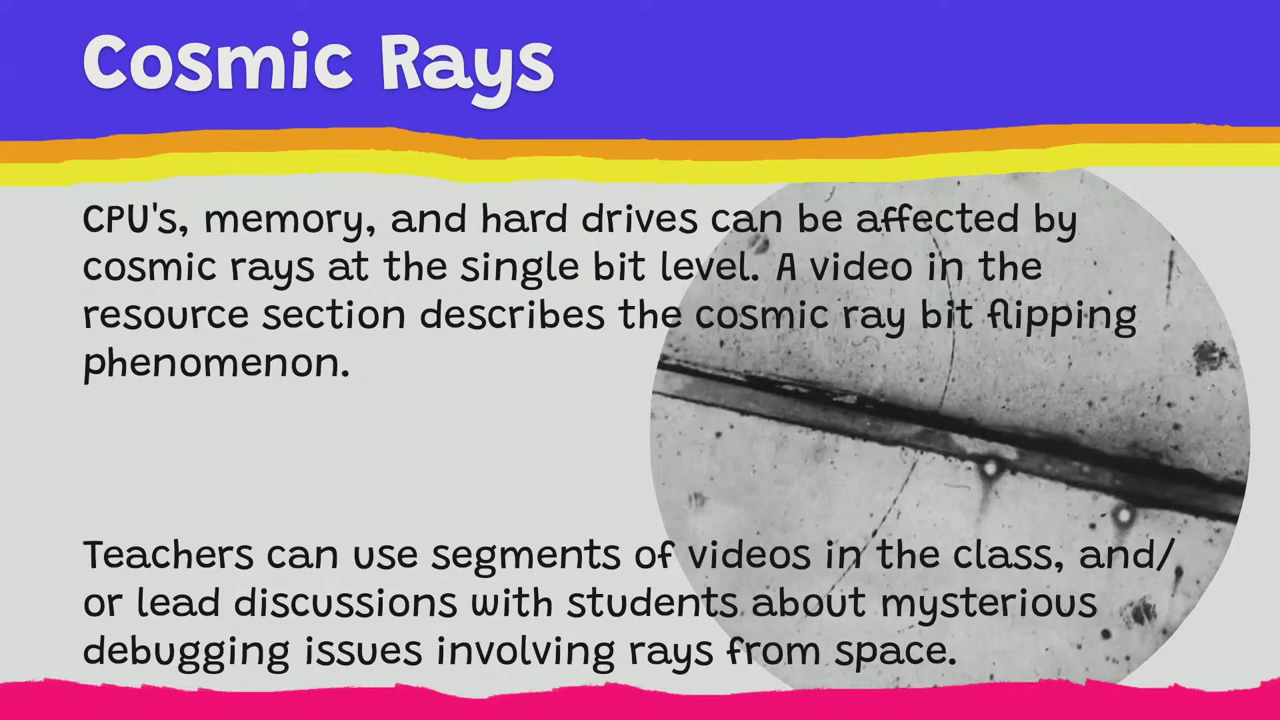 Cosmic Rays
CPU's, memory, and hard drives can be affected by
cosmic rays at the single bit level. A video in the
resource section describes the cosmic ray bit flipping
phenomenon.
Teachers can use segments of videos in the class, and/
or lead discussions with students about mysterious
debugging issues involving rays from space.